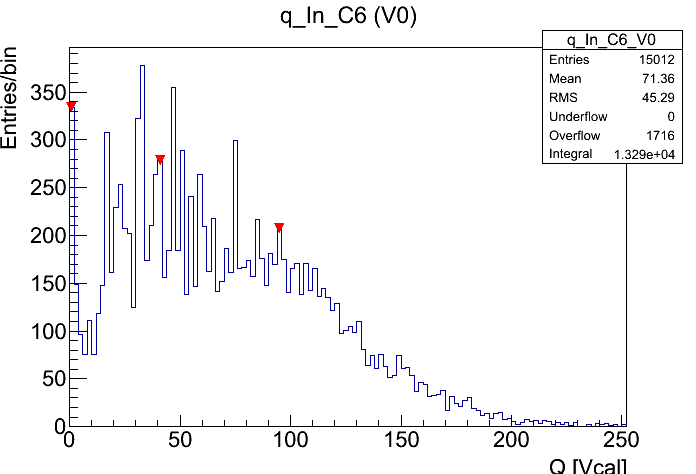 q_In_C6 (V0)
q_In_C6_V0
Entries 15012
Mean 71.36
RMS 45.29
Underflow 0
Overflow 1716
Integral 1.329e+04
Entries/bin
350
300
250
200
150
100
50
0
0 50 100 150 200 250
Q [Vcal]